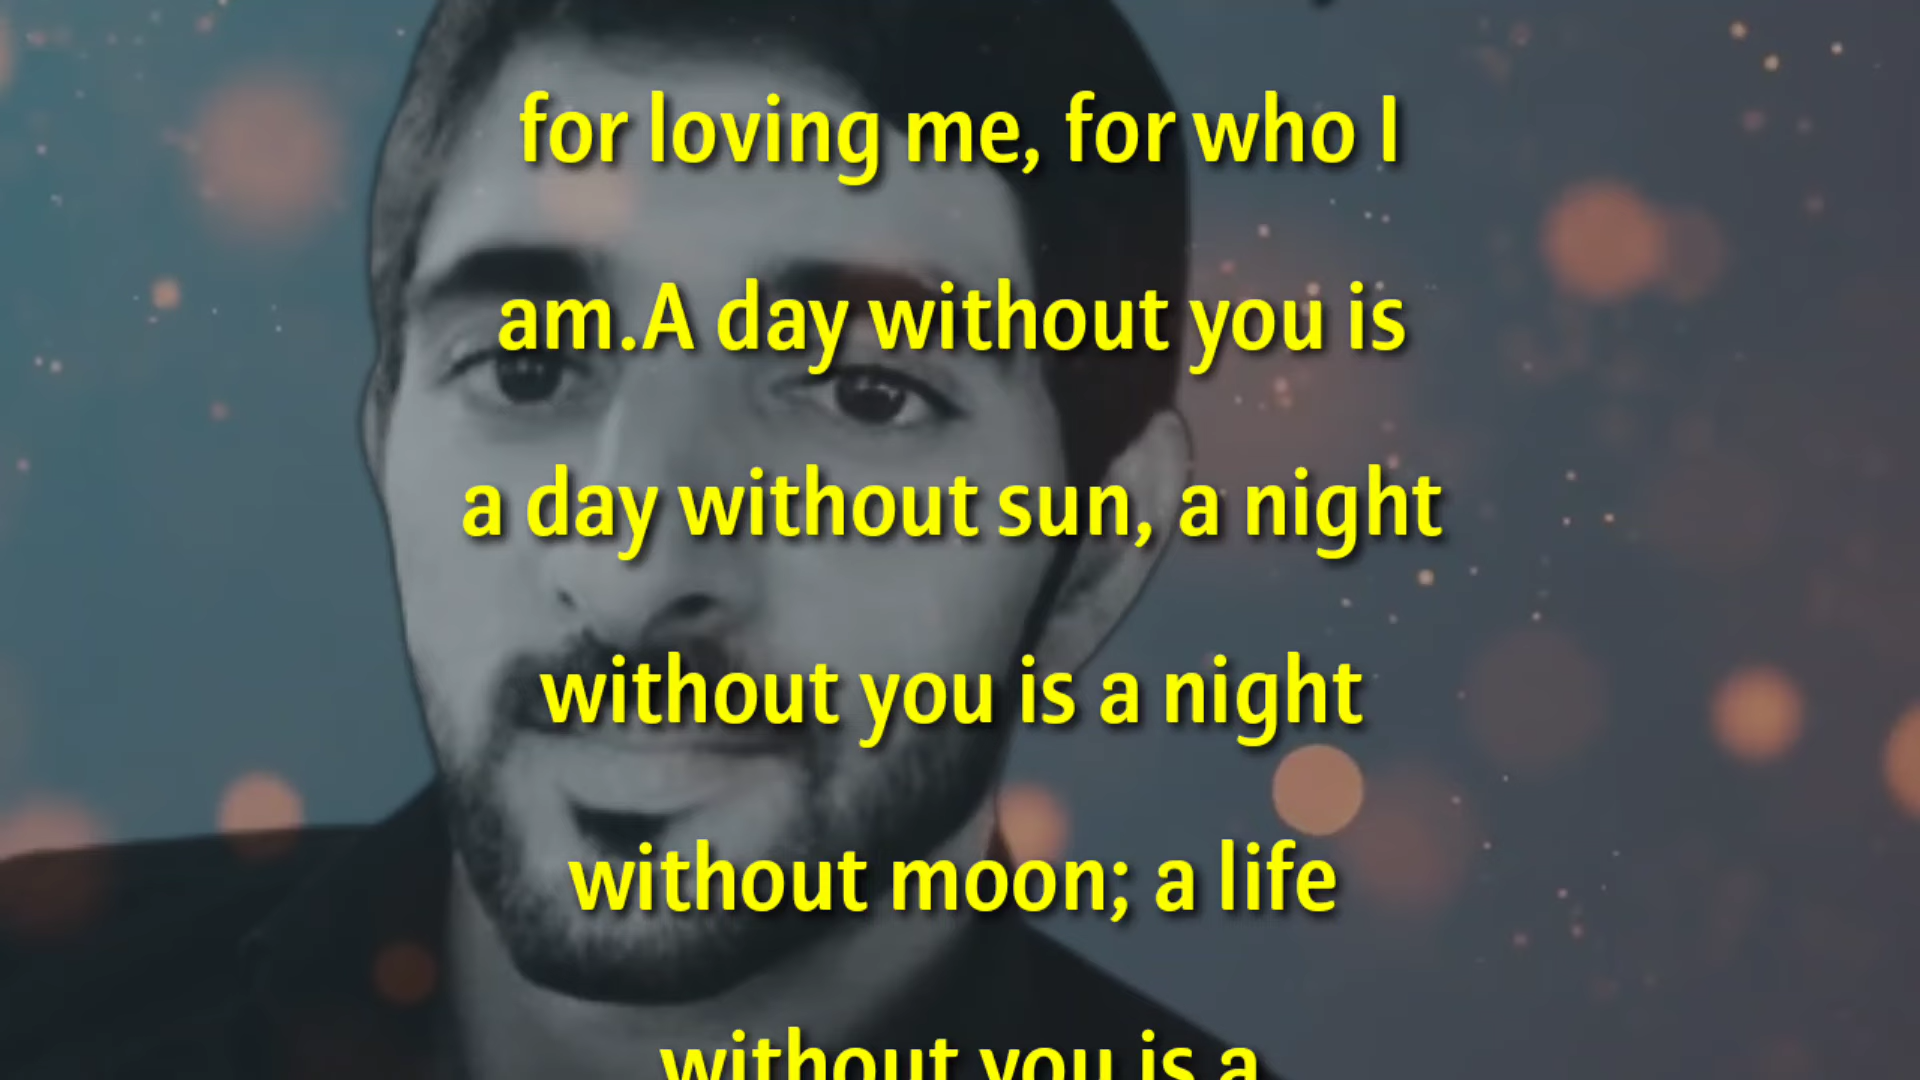 for loving me, for who I
am.A day without you is
a day without sun, a night
without you is a night
without moon; a life
without you is a